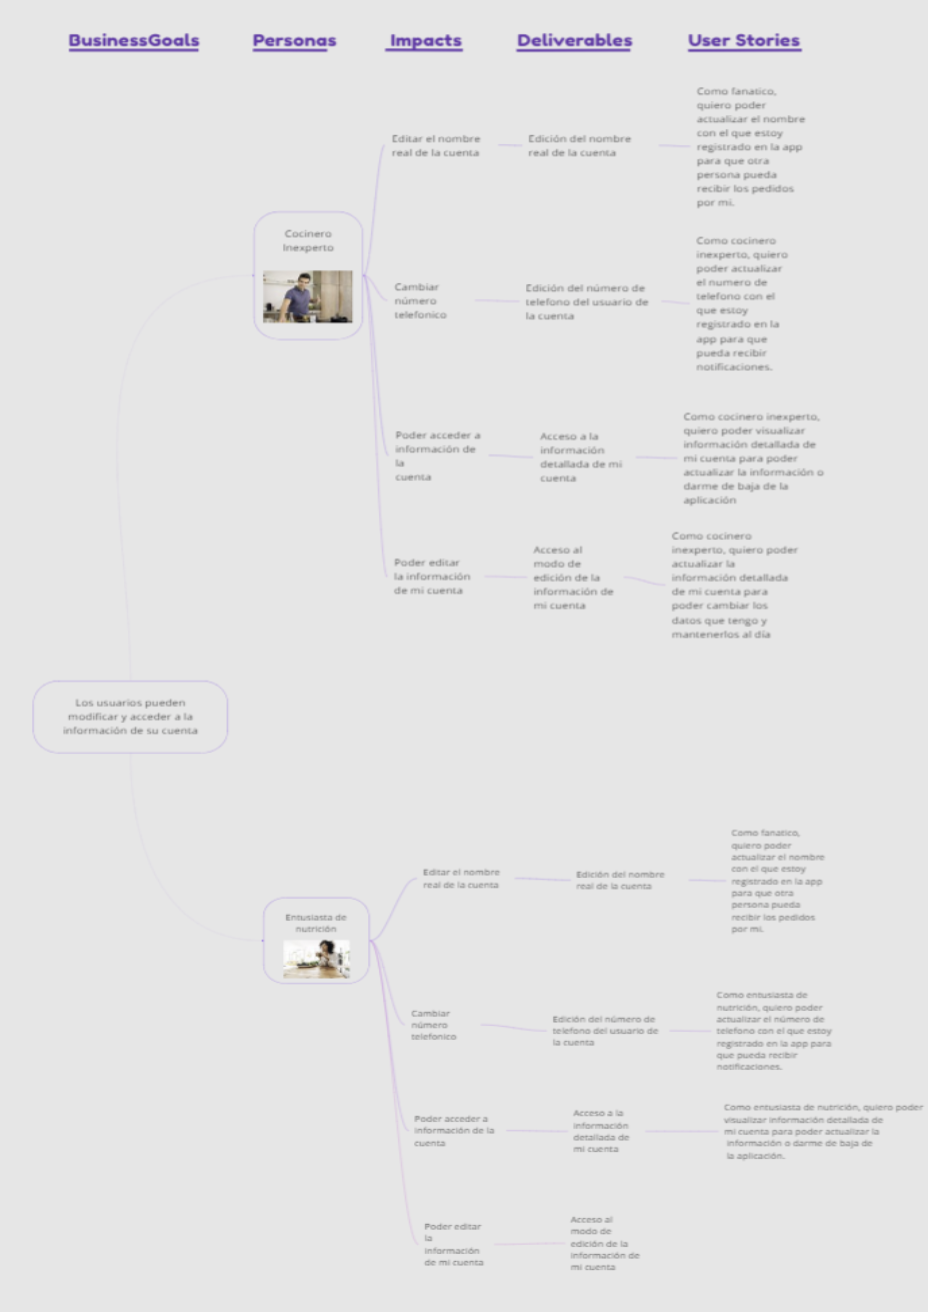 BusinessGoals
Personas
Impacts
Deliverables
User Stories
Cocinero
Inexperto
Editar el nombre
real de la cuenta
Edición del nombre
real de la cuenta
Como fanatico,
quiero poder
actualizar el nombre
con el que estoy
registrado en la app
para que otra
persona pueda
recibir los pedidos
por mi.
Cambiar
número
telefonico
Edición del número de
telefono del usuario de
la cuenta
Como cocinero
inexperto, quiero
poder actualizar
el numero de
telefono con el
que estoy
registrado en la
app para que
pueda recibir
notificaciones.
Poder acceder a
información de
la
cuenta
Acceso a la
información
detallada de mi
cuenta
Como cocinero inexperto,
quiero poder visualizar
información detallada de
mi cuenta para poder
actualizar la información o
darme de baja de la
aplicación
Poder editar
la información
de mi cuenta
Acceso al
modo de
edición de la
información de
mi cuenta
Como cocinero
inexperto, quiero poder
actualizar la
información detallada
de mi cuenta para
poder cambiar los
datos que tengo y
mantenerlos al día
Los usuarios pueden
modificar y acceder a la
información de su cuenta
Entusiasta de
nutrición
Editar el nombre
real de la cuenta
Edición del nombre
real de la cuenta
Como fanatico,
quiero poder
actualizar el nombre
con el que estoy
registrado en la app
para que otra
persona pueda
recibir los pedidos
por mi.
Cambiar
número
telefonico
Edición del número de
telefono del usuario de
la cuenta
Como entusiasta de
nutrición, quiero poder
actualizar el número de
telefono con el que estoy
registrado en la app para
que pueda recibir
notificaciones.
Poder acceder a
información de la
cuenta
Acceso a la
información
detallada de
mi cuenta
Como entusiasta de nutrición, quiero poder
visualizar información detallada de
mi cuenta para poder actualizar la
información o darme de baja de
la aplicación.
Poder editar
la
información
de mi cuenta
Acceso al
modo de
edición de la
información de
mi cuenta